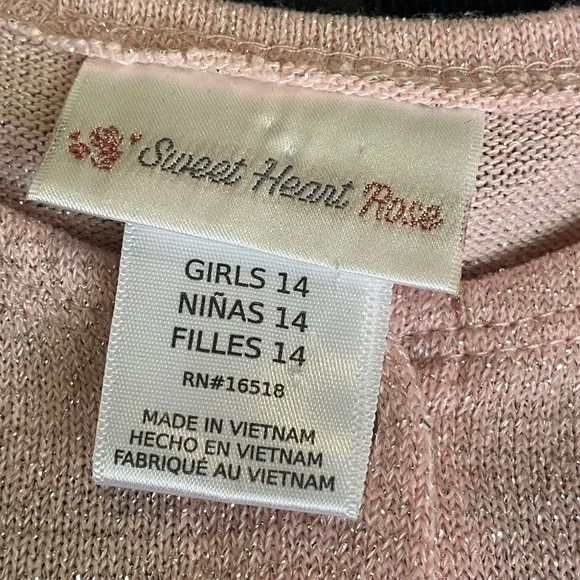 Sweet Heart Rose
GIRLS 14
NIÑAS 14
FILLES 14
RN#16518
MADE IN VIETNAM
HECHO EN VIETNAM
FABRIQUÉ AU VIETNAM